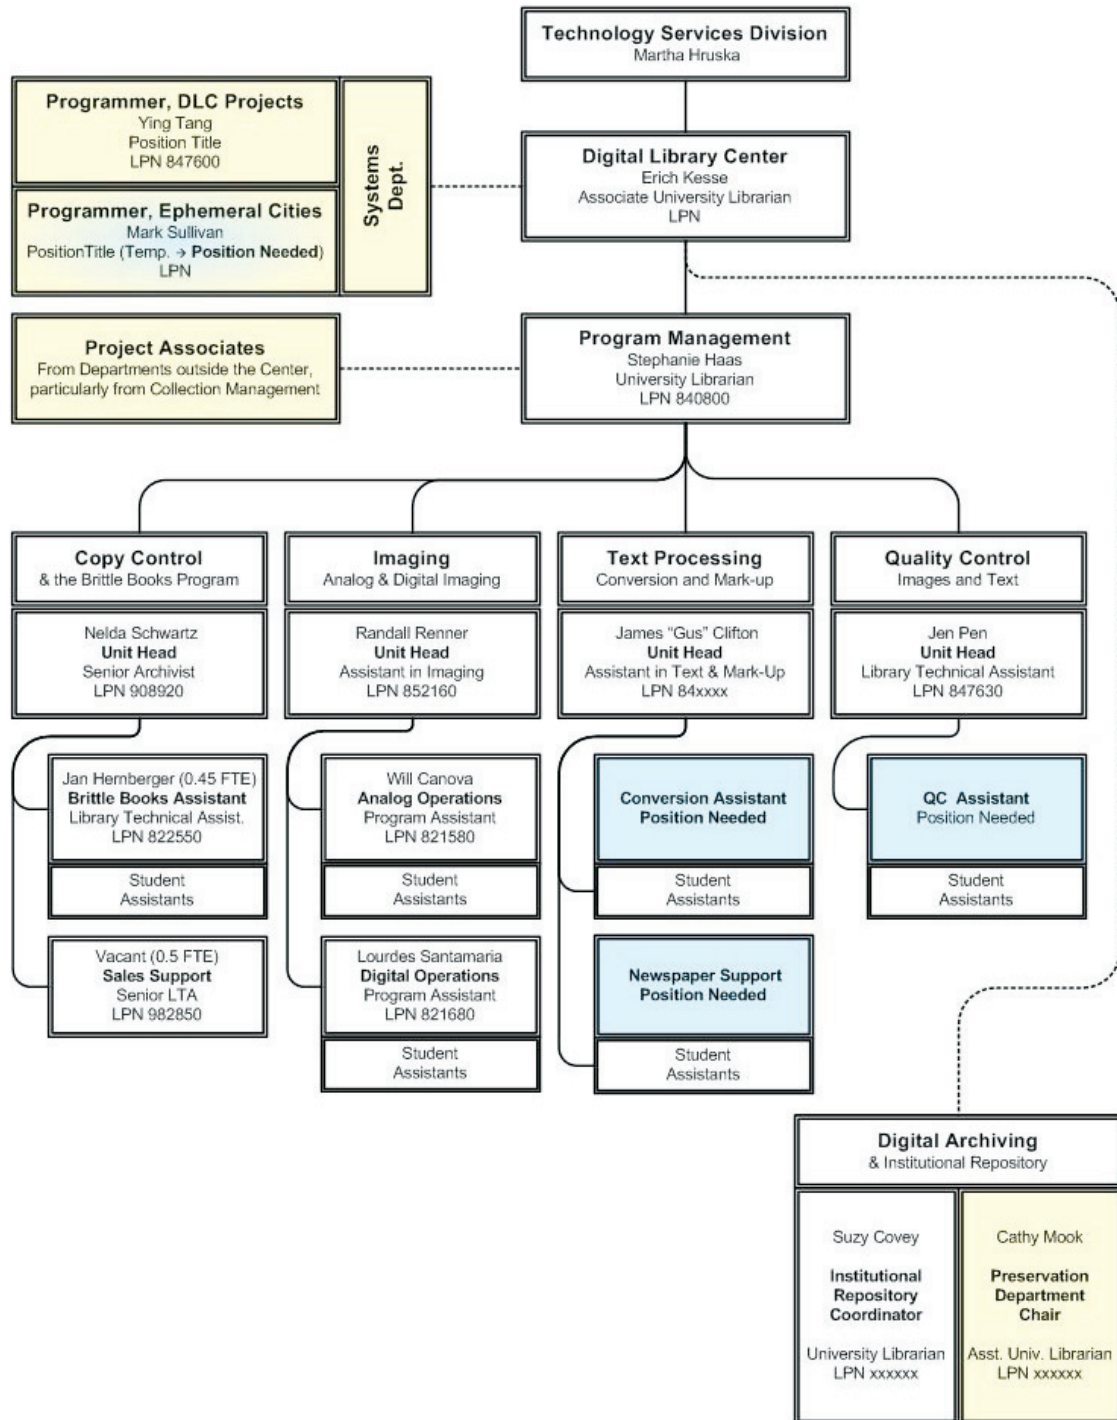 Technology Services Division
Martha Hruska
Programmer, DLC Projects
Ying Tang
Position Title
LPN 847600
Programmer, Ephemeral Cities
Mark Sullivan
PositionTitle (Temp. → Position Needed)
LPN
Systems
Dept.
Digital Library Center
Erich Kesse
Associate University Librarian
LPN
Project Associates
From Departments outside the Center,
particularly from Collection Management
Program Management
Stephanie Haas
University Librarian
LPN 840800
Copy Control
& the Brittle Books Program
Nelda Schwartz
Unit Head
Senior Archivist
LPN 908920
Jan Hernberger (0.45 FTE)
Brittle Books Assistant
Library Technical Assist.
LPN 822550
Student
Assistants
Vacant (0.5 FTE)
Sales Support
Senior LTA
LPN 982850
Imaging
Analog & Digital Imaging
Randall Renner
Unit Head
Assistant in Imaging
LPN 852160
Will Canova
Analog Operations
Program Assistant
LPN 821580
Student
Assistants
Lourdes Santamaria
Digital Operations
Program Assistant
LPN 821680
Student
Assistants
Text Processing
Conversion and Mark-up
James “Gus” Clifton
Unit Head
Assistant in Text & Mark-Up
LPN 84xxxx
Conversion Assistant
Position Needed
Student
Assistants
Newspaper Support
Position Needed
Student
Assistants
Quality Control
Images and Text
Jen Pen
Unit Head
Library Technical Assistant
LPN 847630
QC Assistant
Position Needed
Student
Assistants
Digital Archiving
& Institutional Repository
Suzy Covey
Institutional
Repository
Coordinator
University Librarian
LPN xxxxxx
Cathy Mook
Preservation
Department
Chair
Asst. Univ. Librarian
LPN xxxxxx